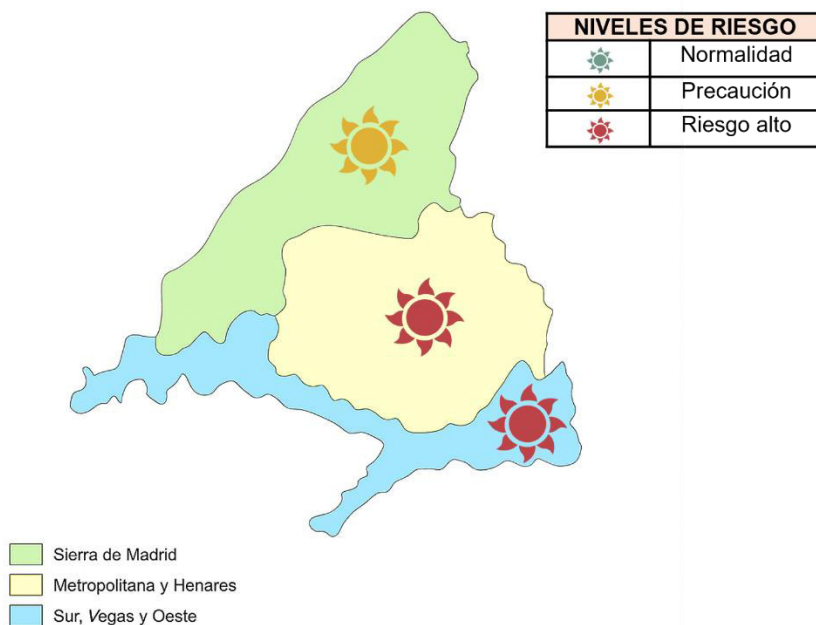 NIVELES DE RIESGO
Normalidad
Precaución
Riesgo alto
Sierra de Madrid
Metropolitana y Henares
Sur, Vegas y Oeste